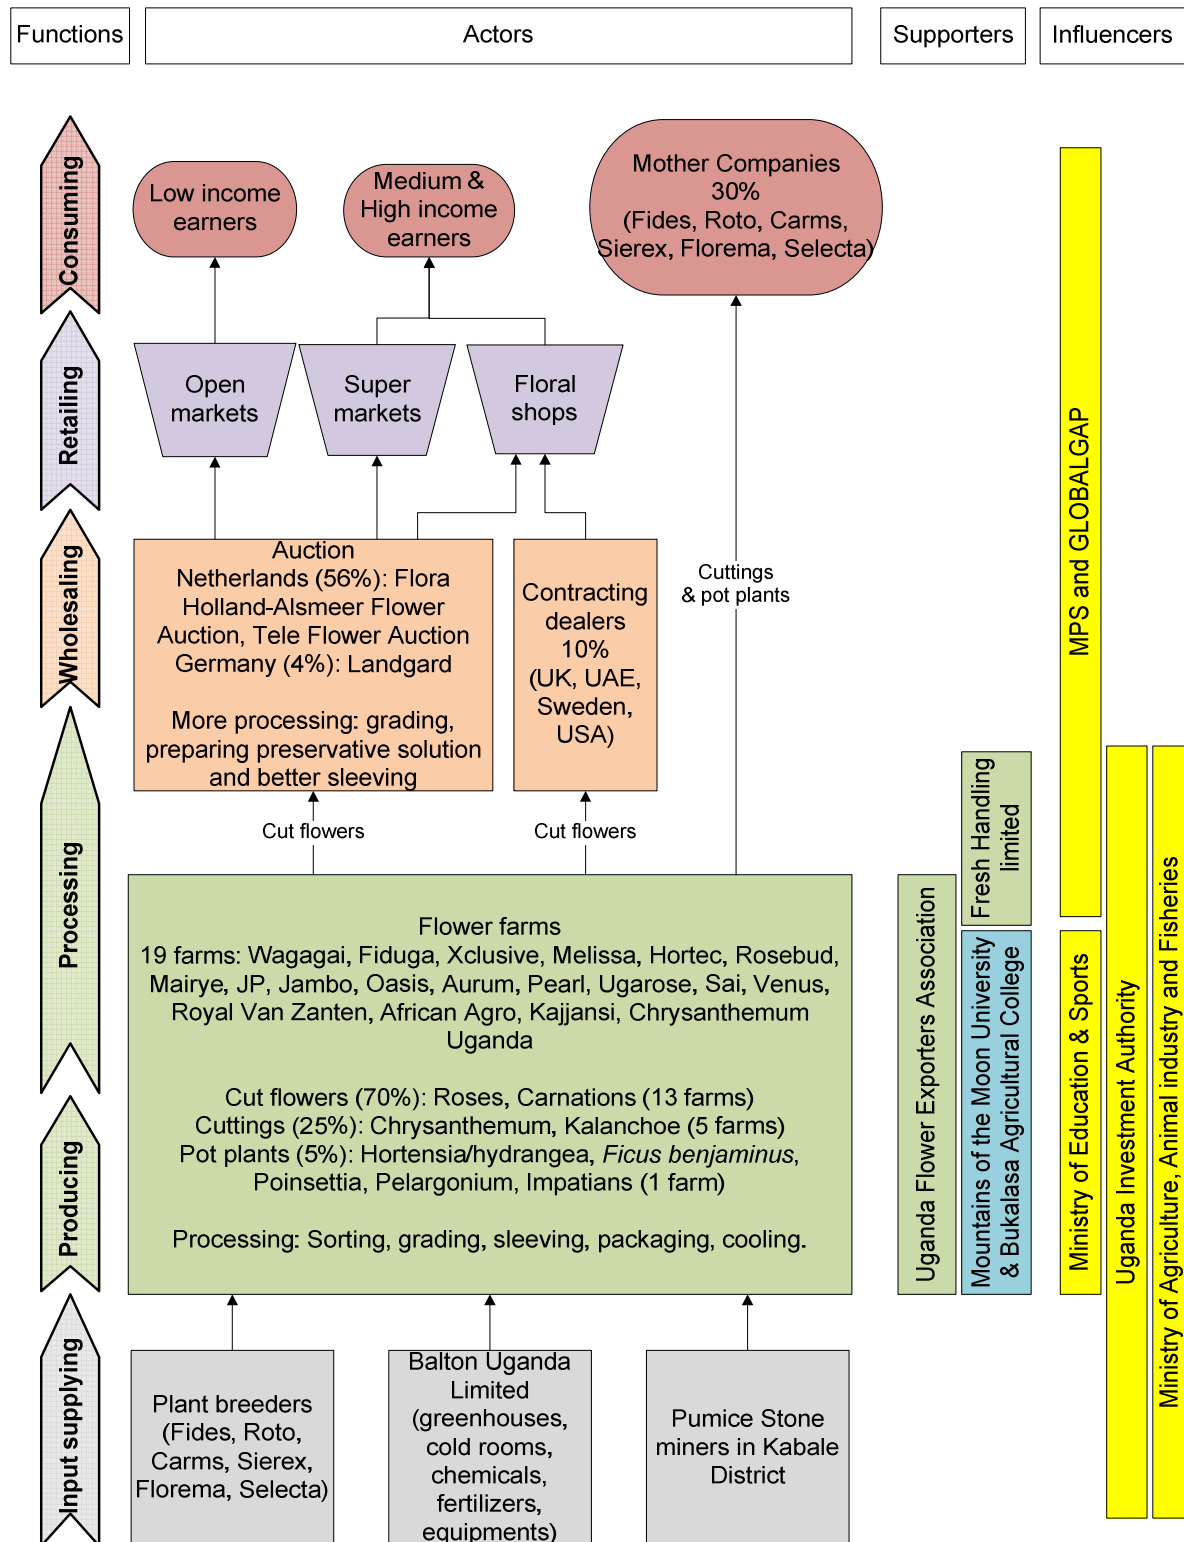 Functions
Actors
Supporters
Influencers
Consuming
Low income
earners
Medium &
High income
earners
Mother Companies
30%
(Fides, Roto, Carms,
Sierex, Florema, Selecta)
Retailing
Open
markets
Super
markets
Floral
shops
Wholesaling
Auction
Netherlands (56%): Flora
Holland-Alsmeer Flower
Auction, Tele Flower Auction
Germany (4%): Landgard
More processing: grading,
preparing preservative solution
and better sleeving
Contracting
dealers
10%
(UK, UAE,
Sweden,
USA)
Cuttings
& pot plants
Cut flowers
Cut flowers
Processing
Producing
Flower farms
19 farms: Wagagai, Fiduga, Xclusive, Melissa, Hortec, Rosebud,
Mairye, JP, Jambo, Oasis, Aurum, Pearl, Ugarose, Sai, Venus,
Royal Van Zanten, African Agro, Kajjansi, Chrysanthemum
Uganda
Cut flowers (70%): Roses, Carnations (13 farms)
Cuttings (25%): Chrysanthemum, Kalanchoe (5 farms)
Pot plants (5%): Hortensia/hydrangea, Ficus benjaminus,
Poinsettia, Pelargonium, Impatians (1 farm)
Processing: Sorting, grading, sleeving, packaging, cooling.
Input supplying
Plant breeders
(Fides, Roto,
Carms, Sierex,
Florema, Selecta)
Balton Uganda
Limited
(greenhouses,
cold rooms,
chemicals,
fertilizers,
equipments)
Pumice Stone
miners in Kabale
District
Uganda Flower Exporters Association
Fresh Handling
limited
Mountains of the Moon University
& Bukalasa Agricultural College
MPS and GLOBALGAP
Ministry of Education & Sports
Uganda Investment Authority
Ministry of Agriculture, Animal industry and Fisheries